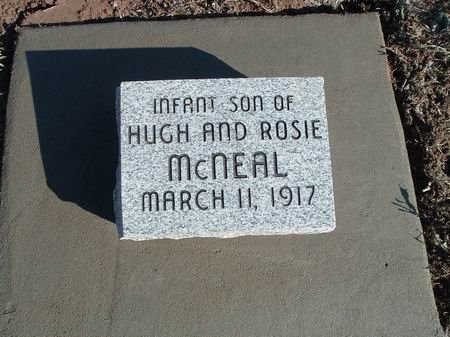 INFANT SON OF
HUGH AND ROSIE
McNEAL
MARCH 11, 1917